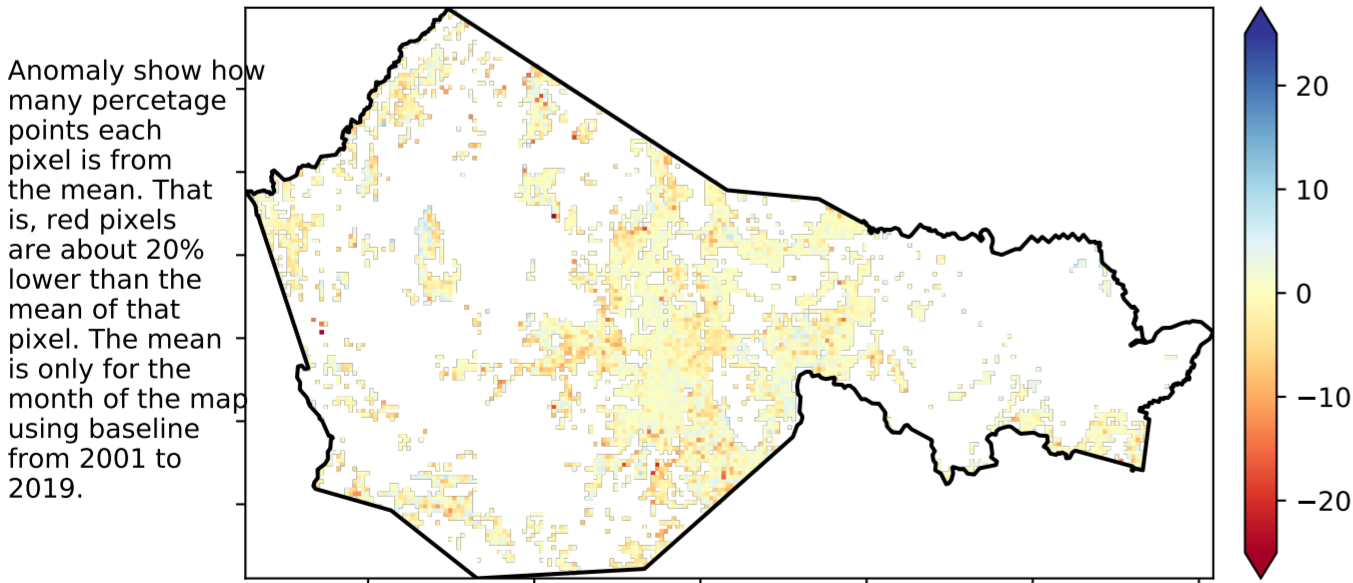 Anomaly show how
many percetage
points each
pixel is from
the mean. That
is, red pixels
are about 20%
lower than the
mean of that
pixel. The mean
is only for the
month of the map
using baseline
from 2001 to
2019.
20
10
0
−10
−20